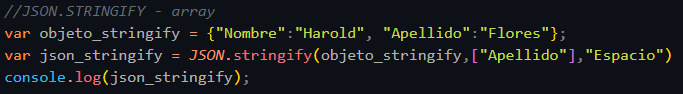 //JSON.STRINGIFY - array
var objeto_stringify = {"Nombre":"Harold", "Apellido":"Flores"};
var json_stringify = JSON.stringify(objeto_stringify,["Apellido"],"Espacio")
console.log(json_stringify);